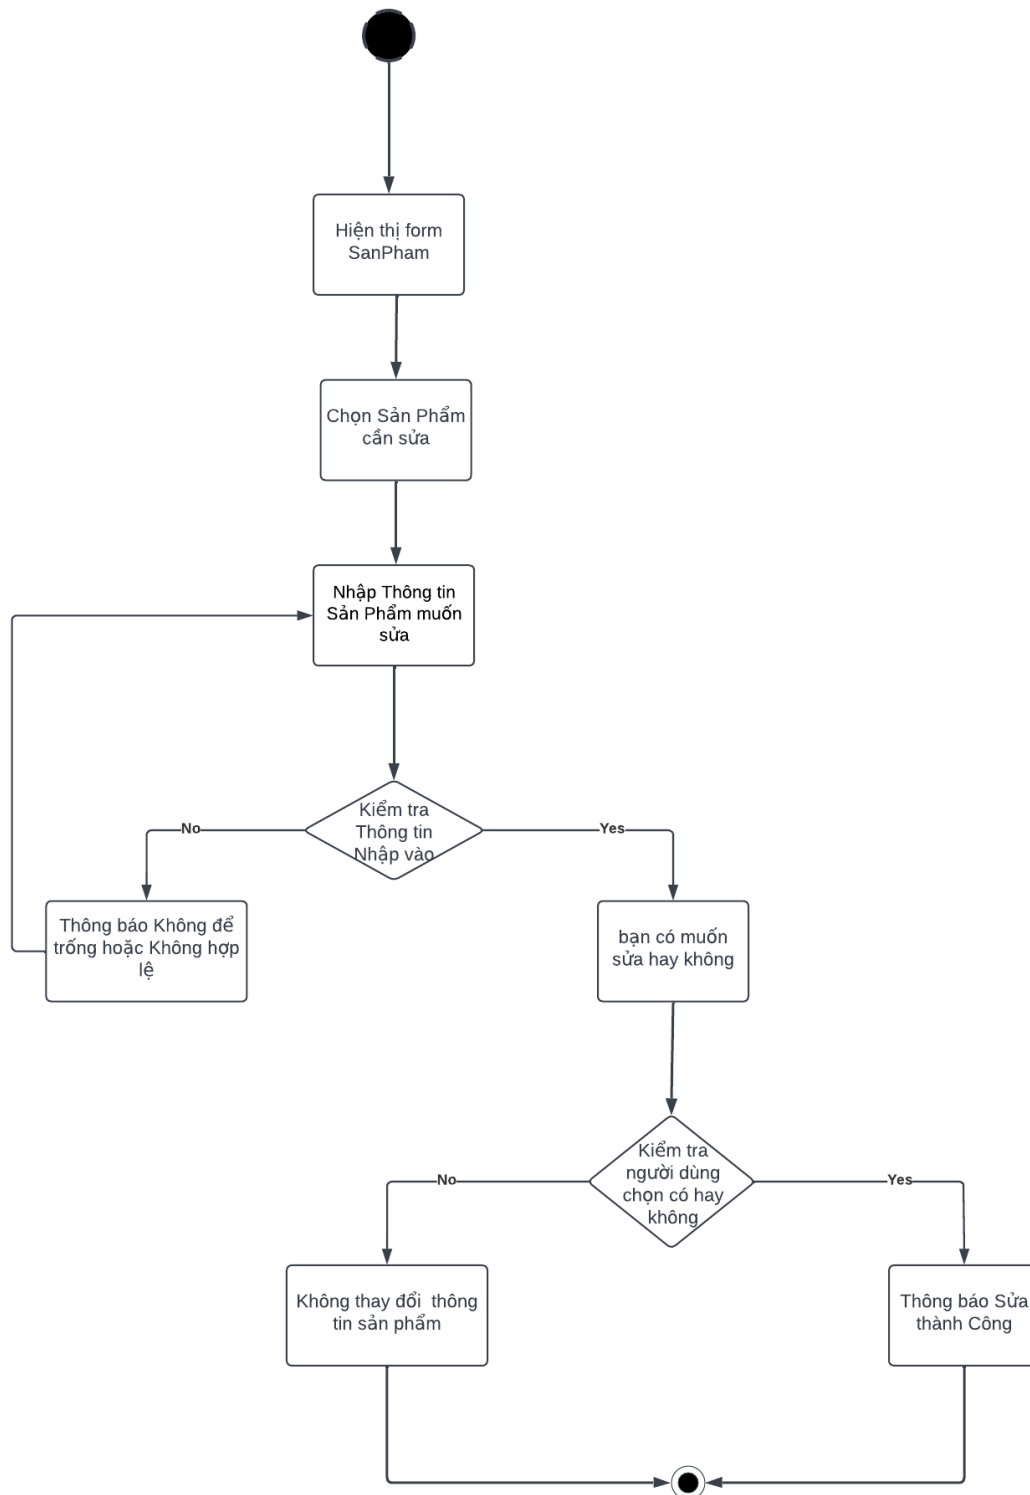 Hiện thị form
SanPham
Chọn Sản Phẩm
cần sửa
Nhập Thông tin
Sản Phẩm muốn
sửa
Kiểm tra
Thông tin
Nhập vào
No
Yes
Thông báo Không để
trống hoặc Không hợp
lệ
bạn có muốn
sửa hay không
Kiểm tra
người dùng
chọn có hay
không
No
Yes
Không thay đổi  thông
tin sản phẩm
Thông báo Sửa
thành Công